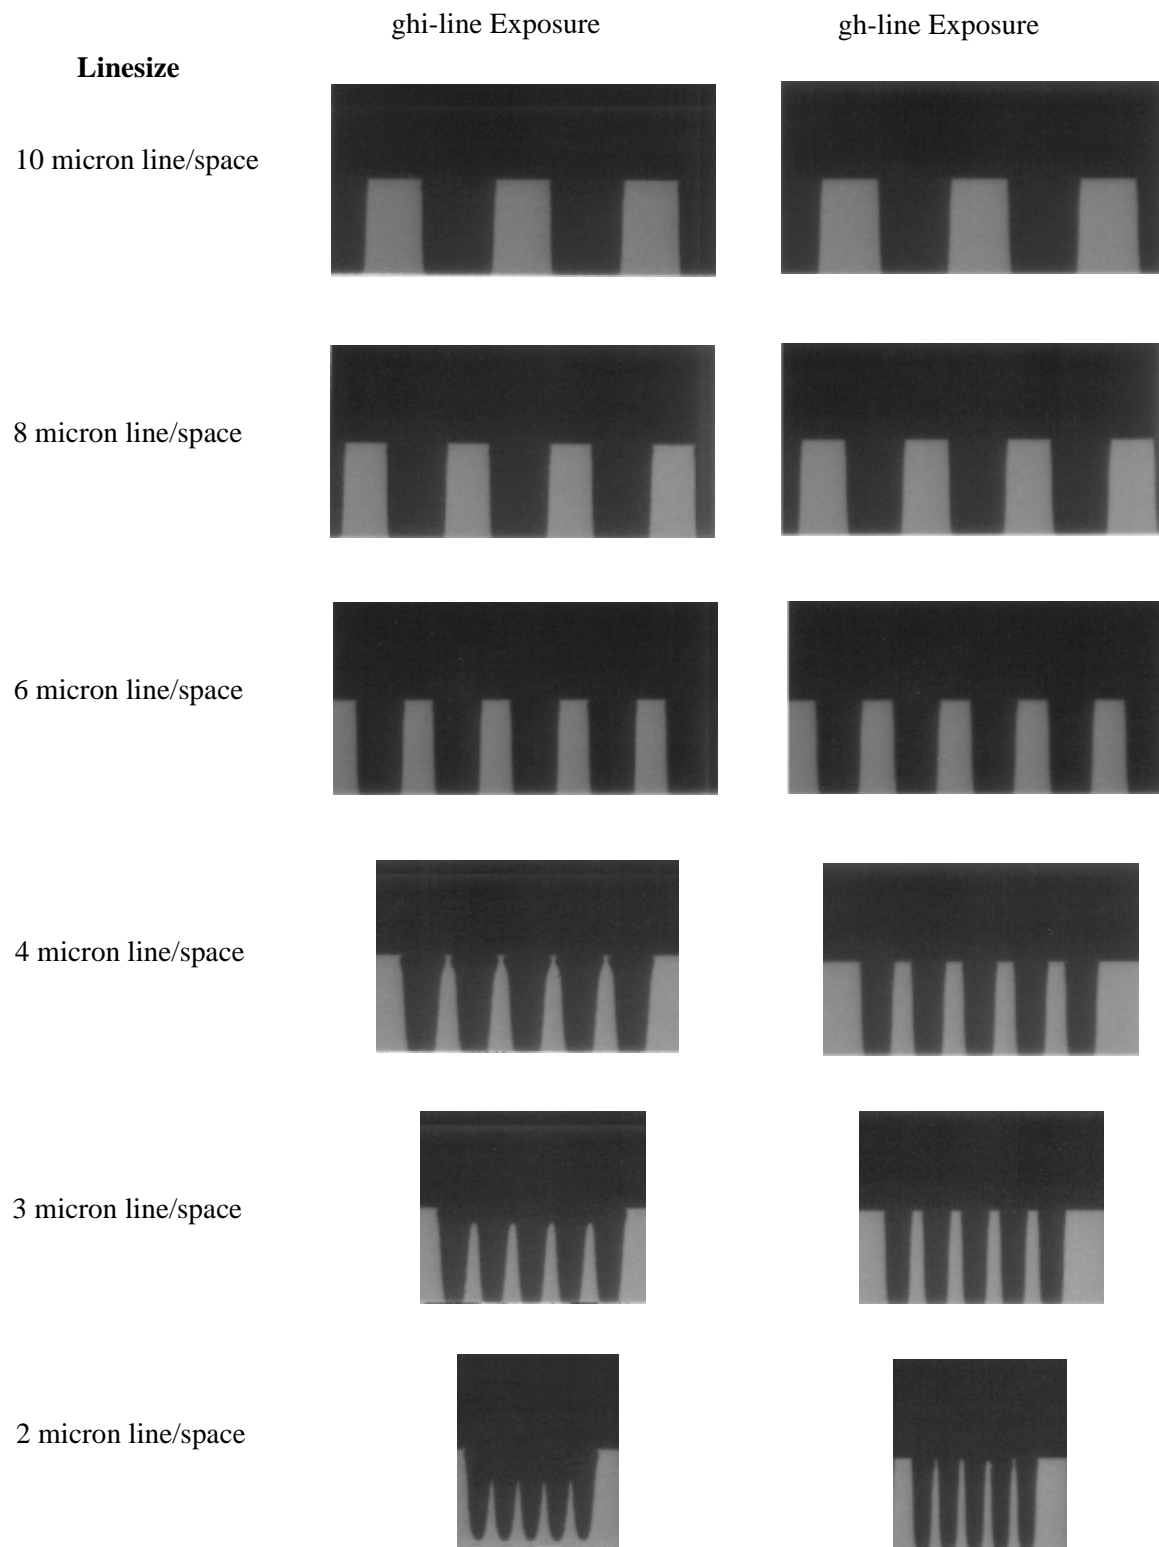 ghi-line Exposure
gh-line Exposure
Linesize
10 micron line/space
8 micron line/space
6 micron line/space
4 micron line/space
3 micron line/space
2 micron line/space